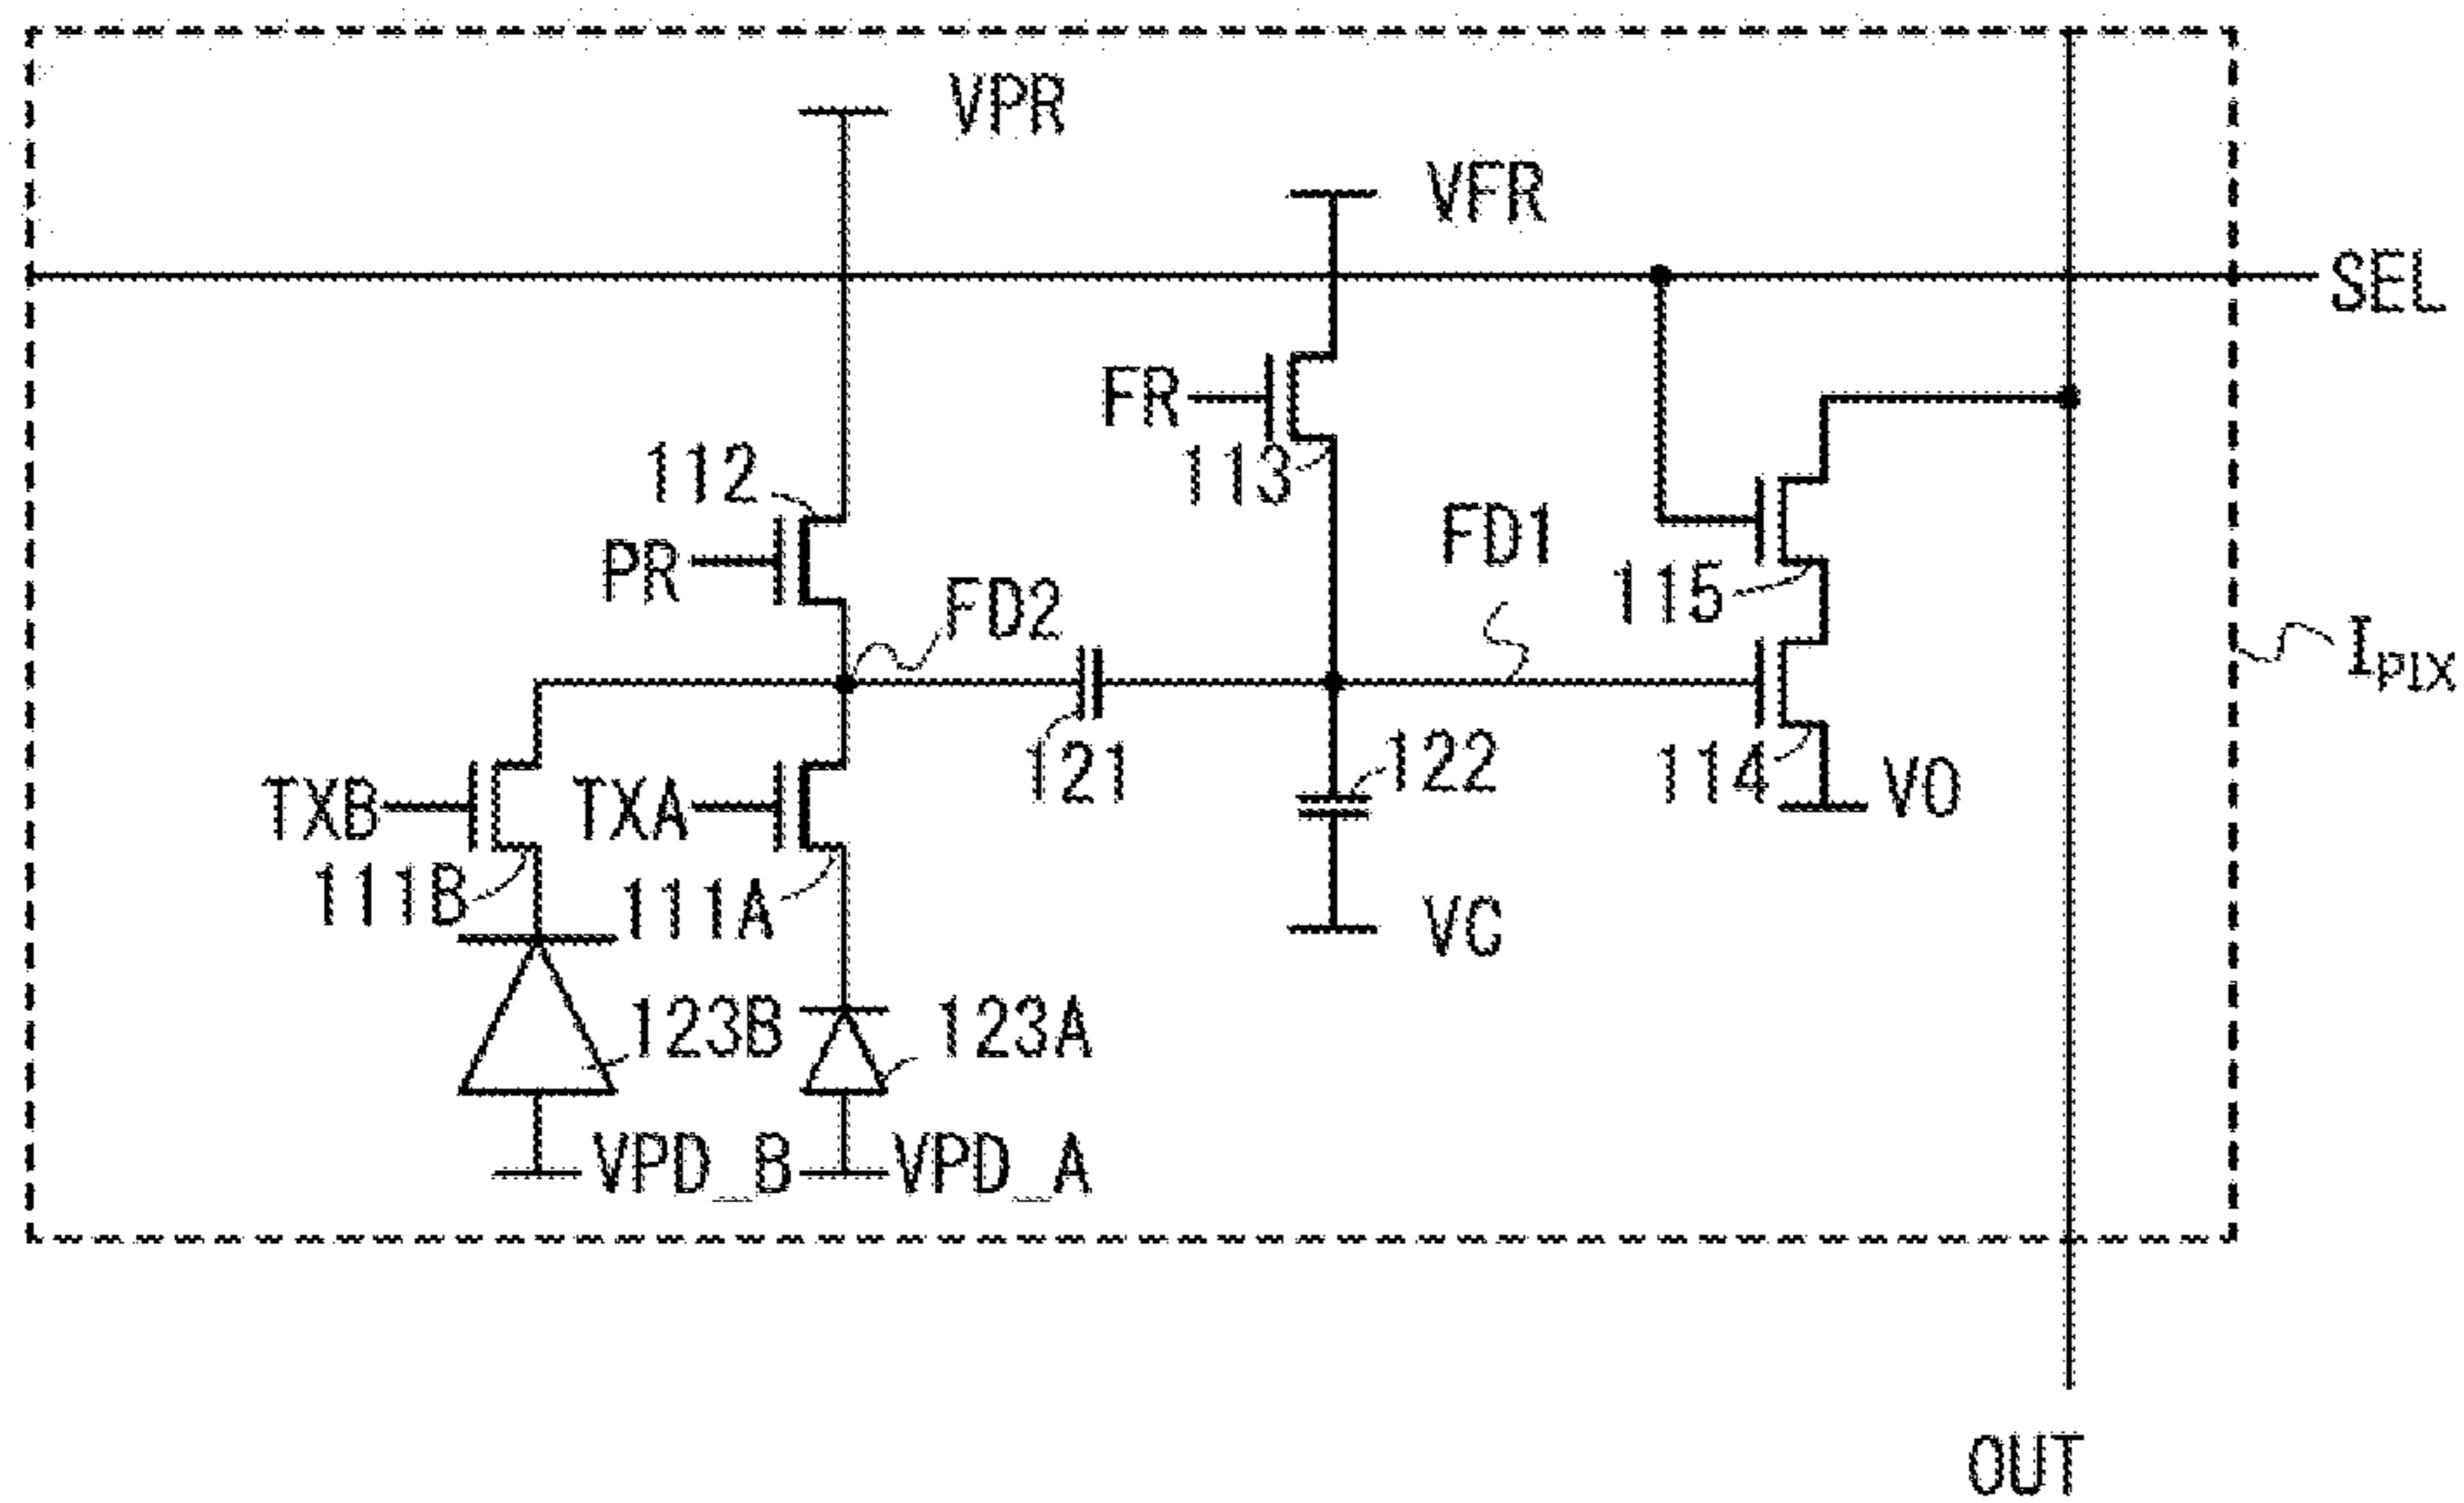 VPR
VFR
SEL
FR
112
113
FD1
PR
FD2
115
I_PIX
121
122
114
VO
TXB
TXA
111B
111A
VC
123B
123A
VPD_B
VPD_A
OUT